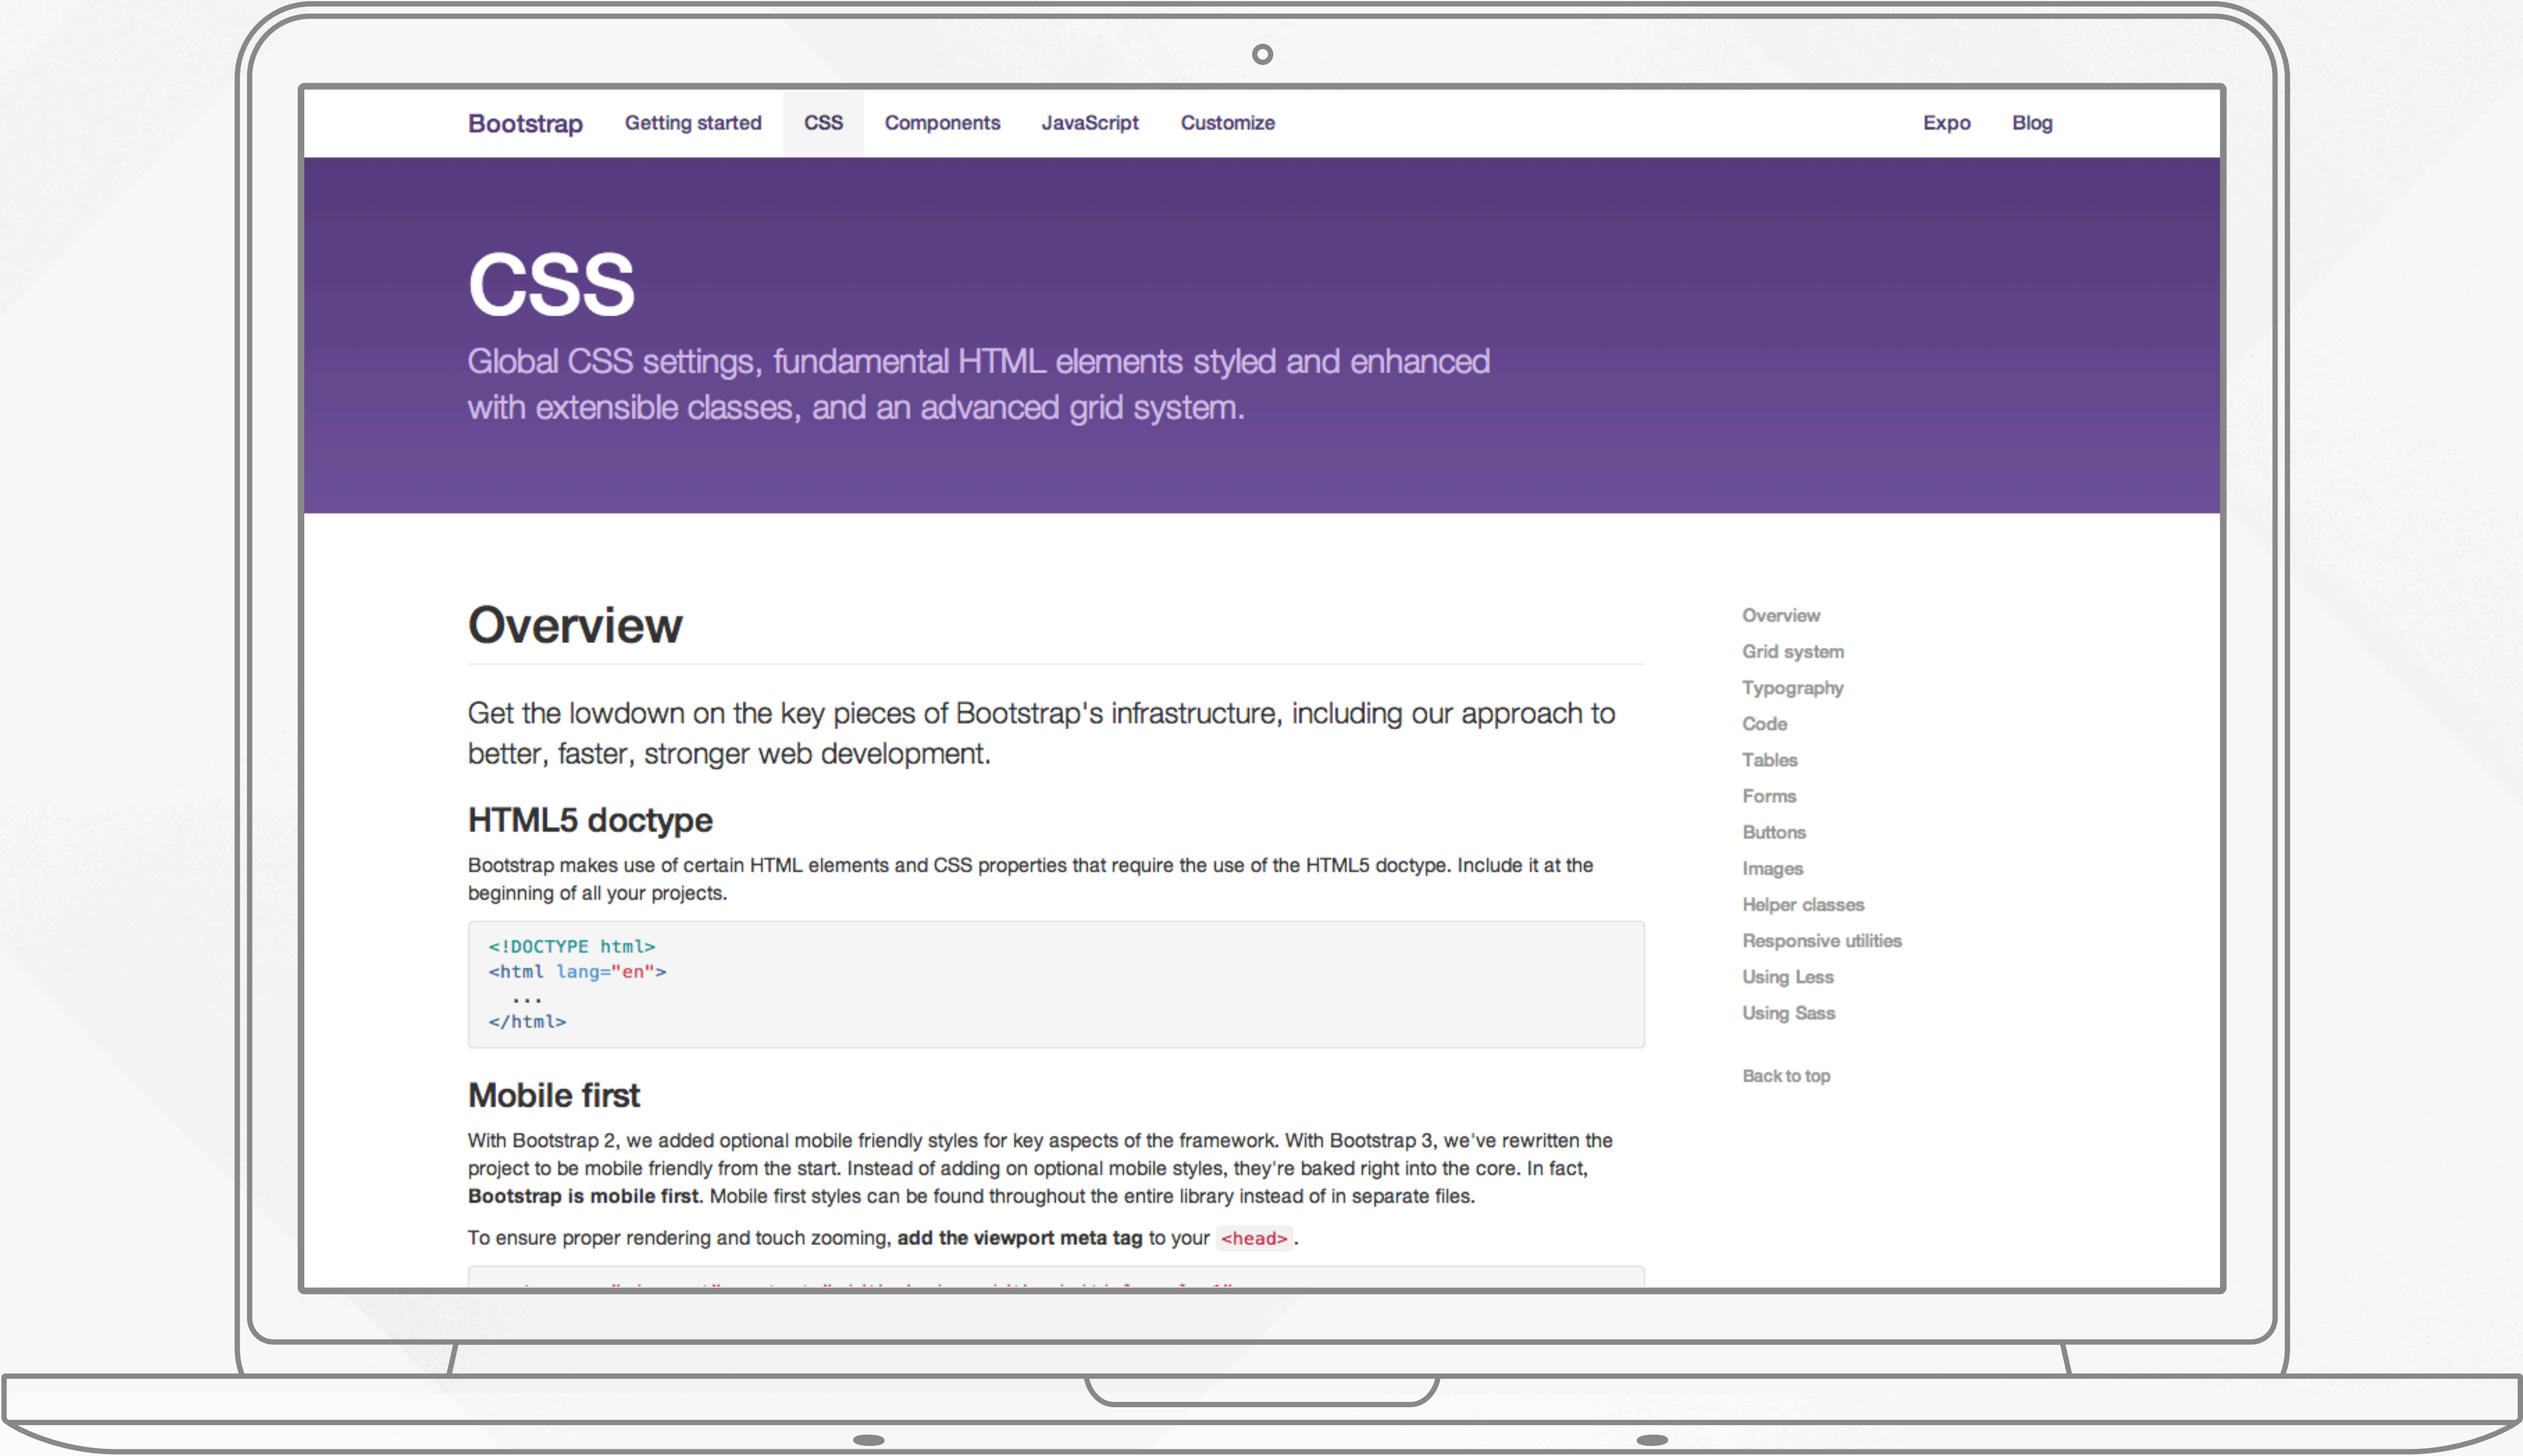 Bootstrap Getting started CSS Components JavaScript Customize Expo Blog
CSS
Global CSS settings, fundamental HTML elements styled and enhanced
with extensible classes, and an advanced grid system.
Overview
Get the lowdown on the key pieces of Bootstrap's infrastructure, including our approach to
better, faster, stronger web development.
HTML5 doctype
Bootstrap makes use of certain HTML elements and CSS properties that require the use of the HTML5 doctype. Include it at the
beginning of all your projects.
<!DOCTYPE html>
<html lang="en">
...
</html>
Mobile first
With Bootstrap 2, we added optional mobile friendly styles for key aspects of the framework. With Bootstrap 3, we've rewritten the
project to be mobile friendly from the start. Instead of adding on optional mobile styles, they're baked right into the core. In fact,
Bootstrap is mobile first. Mobile first styles can be found throughout the entire library instead of in separate files.
To ensure proper rendering and touch zooming, add the viewport meta tag to your <head>.
Overview
Grid system
Typography
Code
Tables
Forms
Buttons
Images
Helper classes
Responsive utilities
Using Less
Using Sass
Back to top